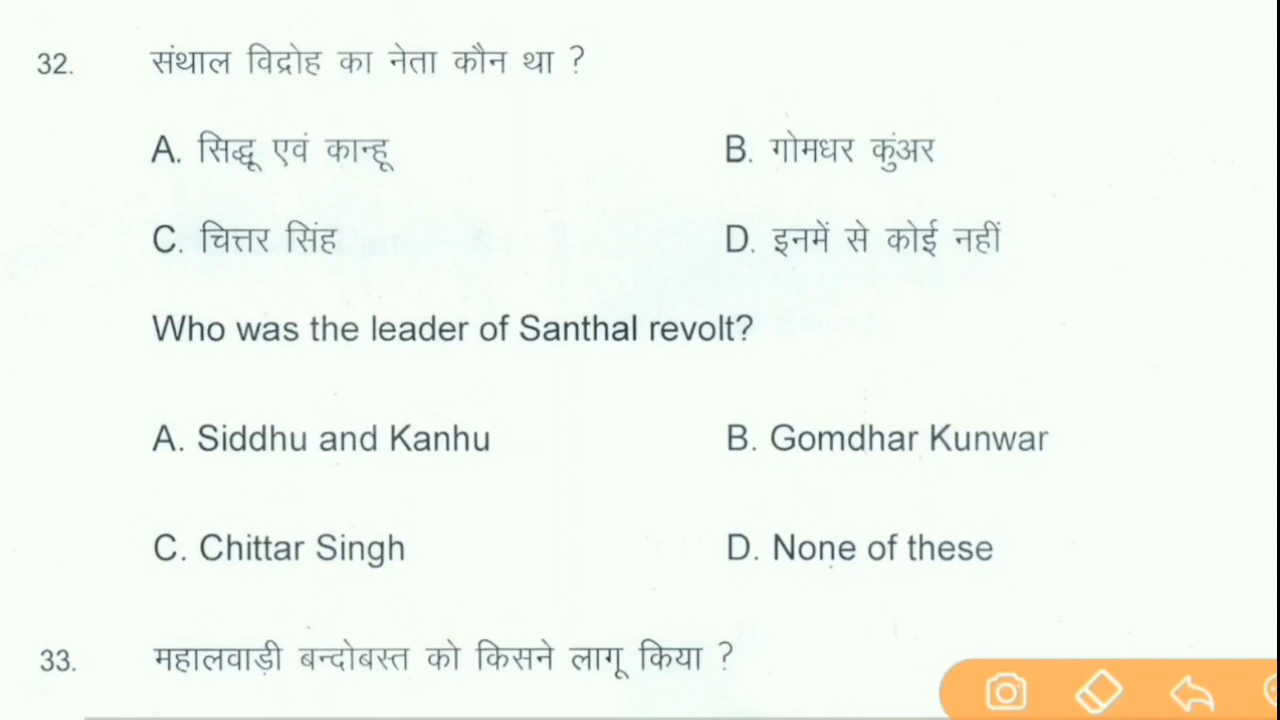 32. संथाल विद्रोह का नेता कौन था ?
A. सिद्धू एवं कान्हू B. गोमधर कुंअर
C. चित्तर सिंह D. इनमें से कोई नहीं
Who was the leader of Santhal revolt?
A. Siddhu and Kanhu B. Gomdhar Kunwar
C. Chittar Singh D. None of these
33. महालवाड़ी बन्दोबस्त को किसने लागू किया ?